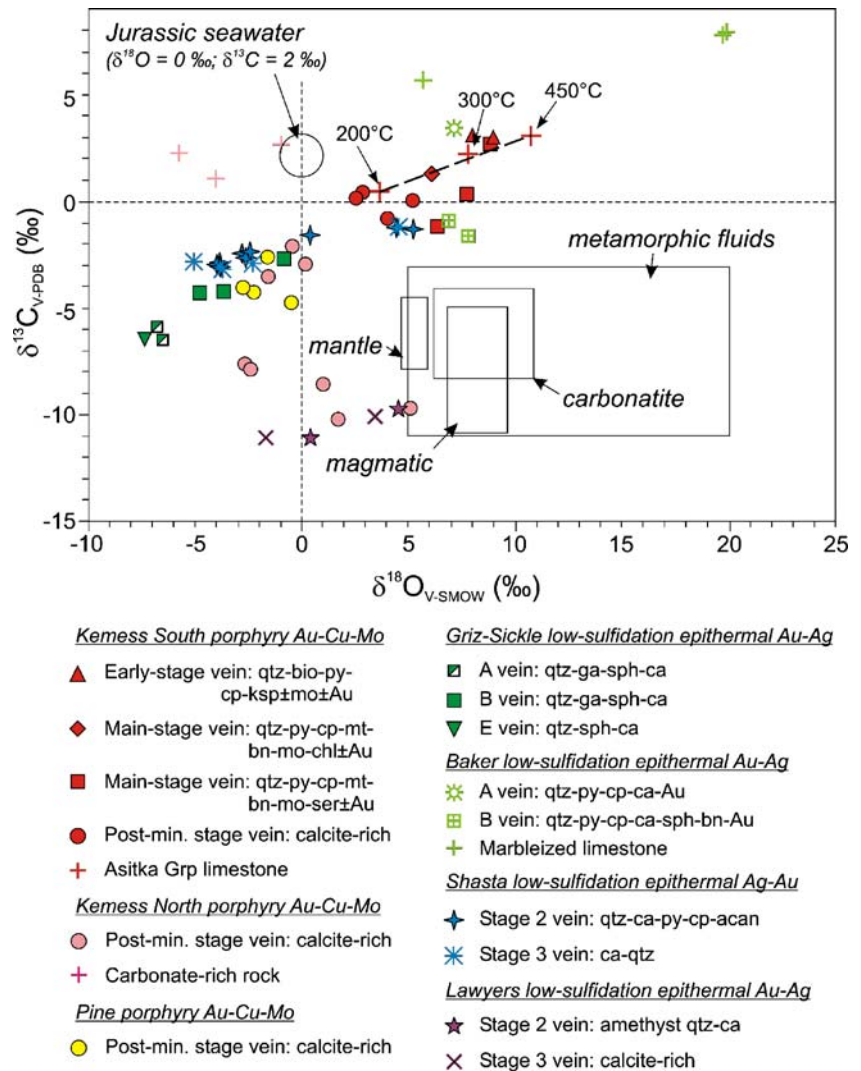 Jurassic seawater
(δ18O = 0 ‰; δ13C = 2 ‰)
450°C
300°C
200°C
metamorphic fluids
mantle
carbonatite
magmatic
5
0
-5
-10
-15
δ13C V-PDB (‰)
-10
-5
0
5
10
15
20
25
δ18O V-SMOW (‰)
Kemess South porphyry Au-Cu-Mo
Early-stage vein: qtz-bio-py-
cp-ksp±mo±Au
Main-stage vein: qtz-py-cp-mt-
bn-mo-chl±Au
Main-stage vein: qtz-py-cp-mt-
bn-mo-ser±Au
Post-min. stage vein: calcite-rich
Asitka Grp limestone
Kemess North porphyry Au-Cu-Mo
Post-min. stage vein: calcite-rich
Carbonate-rich rock
Pine porphyry Au-Cu-Mo
Post-min. stage vein: calcite-rich
Griz-Sickle low-sulfidation epithermal Au-Ag
A vein: qtz-ga-sph-ca
B vein: qtz-ga-sph-ca
E vein: qtz-sph-ca
Baker low-sulfidation epithermal Au-Ag
A vein: qtz-py-cp-ca-Au
B vein: qtz-py-cp-ca-sph-bn-Au
Marbleized limestone
Shasta low-sulfidation epithermal Ag-Au
Stage 2 vein: qtz-ca-py-cp-acan
Stage 3 vein: ca-qtz
Lawyers low-sulfidation epithermal Au-Ag
Stage 2 vein: amethyst qtz-ca
Stage 3 vein: calcite-rich